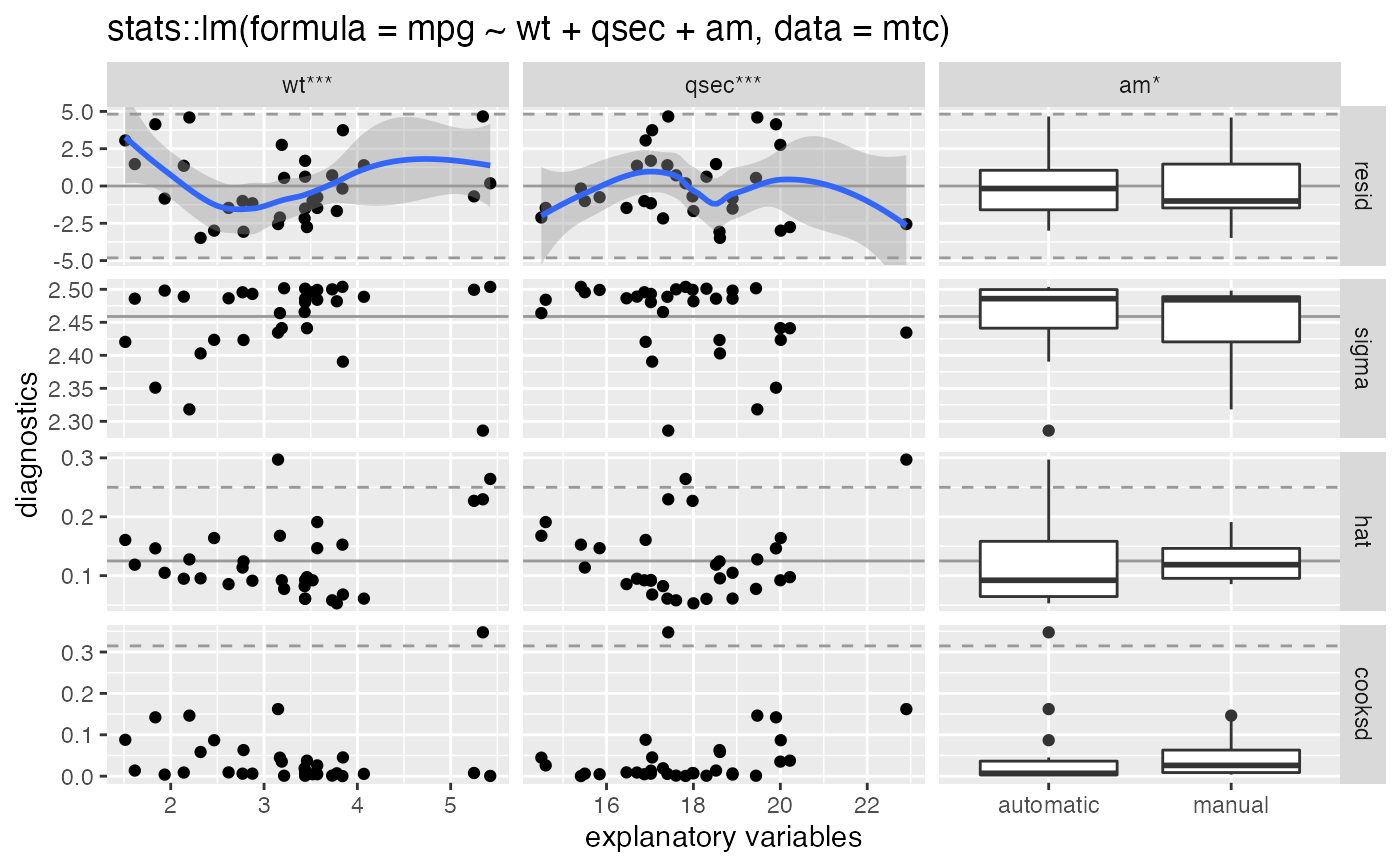 stats::lm(formula = mpg ~ wt + qsec + am, data = mtc)
wt*** qsec*** am*
5.0
2.5
0.0
-2.5
-5.0
resid
2.50
2.45
2.40
2.35
2.30
sigma
0.3
0.2
0.1
hat
0.3
0.2
0.1
0.0
cooksd
diagnostics
2 3 4 5 16 18 20 22 automatic manual
explanatory variables